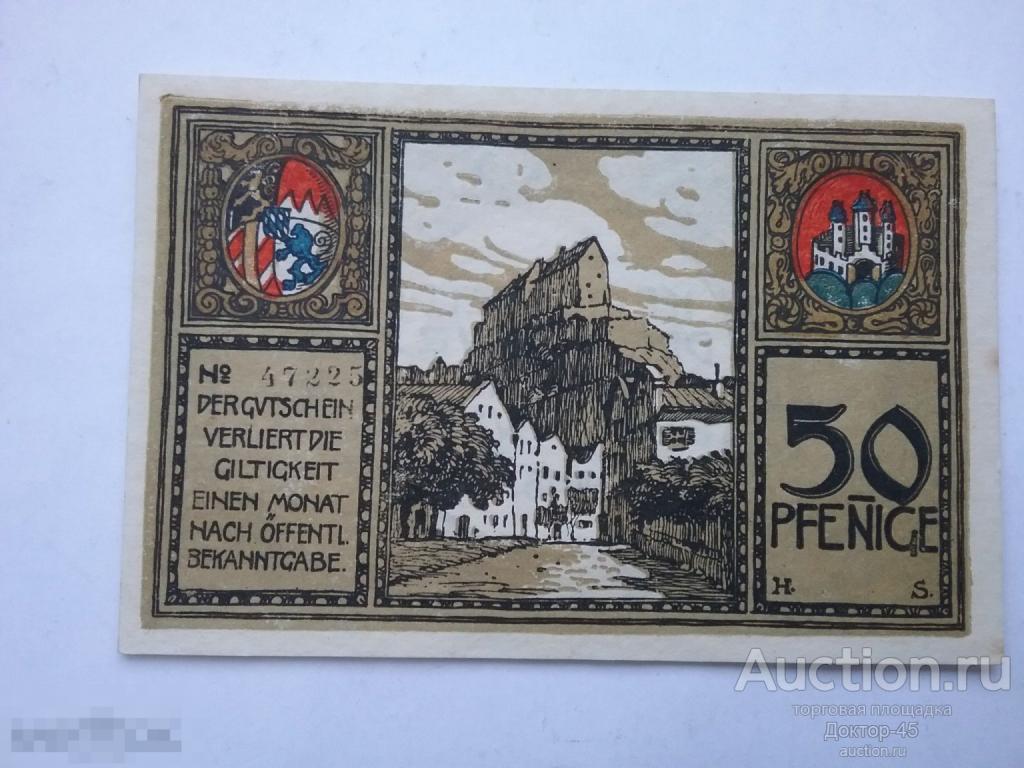 No 47225
DER GVTSCHEIN
VERLIERT DIE
GILTIGKEIT
EINEN MONAT
NACH ÖFFENTL.
BEKANNTGABE.
50
PFENIGE
H. S.
Auction.ru
торговая площадка
Доктор-45
auction.ru